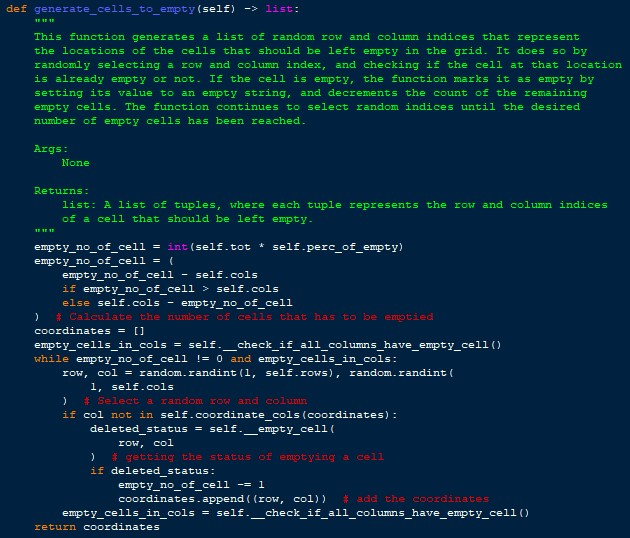 def generate_cells_to_empty(self) -> list:
    """
    This function generates a list of random row and column indices that represent
    the locations of the cells that should be left empty in the grid. It does so by
    randomly selecting a row and column index, and checking if the cell at that location
    is already empty or not. If the cell is empty, the function marks it as empty by
    setting its value to an empty string, and decrements the count of the remaining
    empty cells. The function continues to select random indices until the desired
    number of empty cells has been reached.

    Args:
        None

    Returns:
        list: A list of tuples, where each tuple represents the row and column indices
        of a cell that should be left empty.
    """
    empty_no_of_cell = int(self.tot * self.perc_of_empty)
    empty_no_of_cell = (
        empty_no_of_cell - self.cols
        if empty_no_of_cell > self.cols
        else self.cols - empty_no_of_cell
    )  # Calculate the number of cells that has to be emptied
    coordinates = []
    empty_cells_in_cols = self.__check_if_all_columns_have_empty_cell()
    while empty_no_of_cell != 0 and empty_cells_in_cols:
        row, col = random.randint(1, self.rows), random.randint(
            1, self.cols
        )  # Select a random row and column
        if col not in self.coordinate_cols(coordinates):
            deleted_status = self.__empty_cell(
                row, col
            )  # getting the status of emptying a cell
            if deleted_status:
                empty_no_of_cell -= 1
                coordinates.append((row, col))  # add the coordinates
        empty_cells_in_cols = self.__check_if_all_columns_have_empty_cell()
    return coordinates